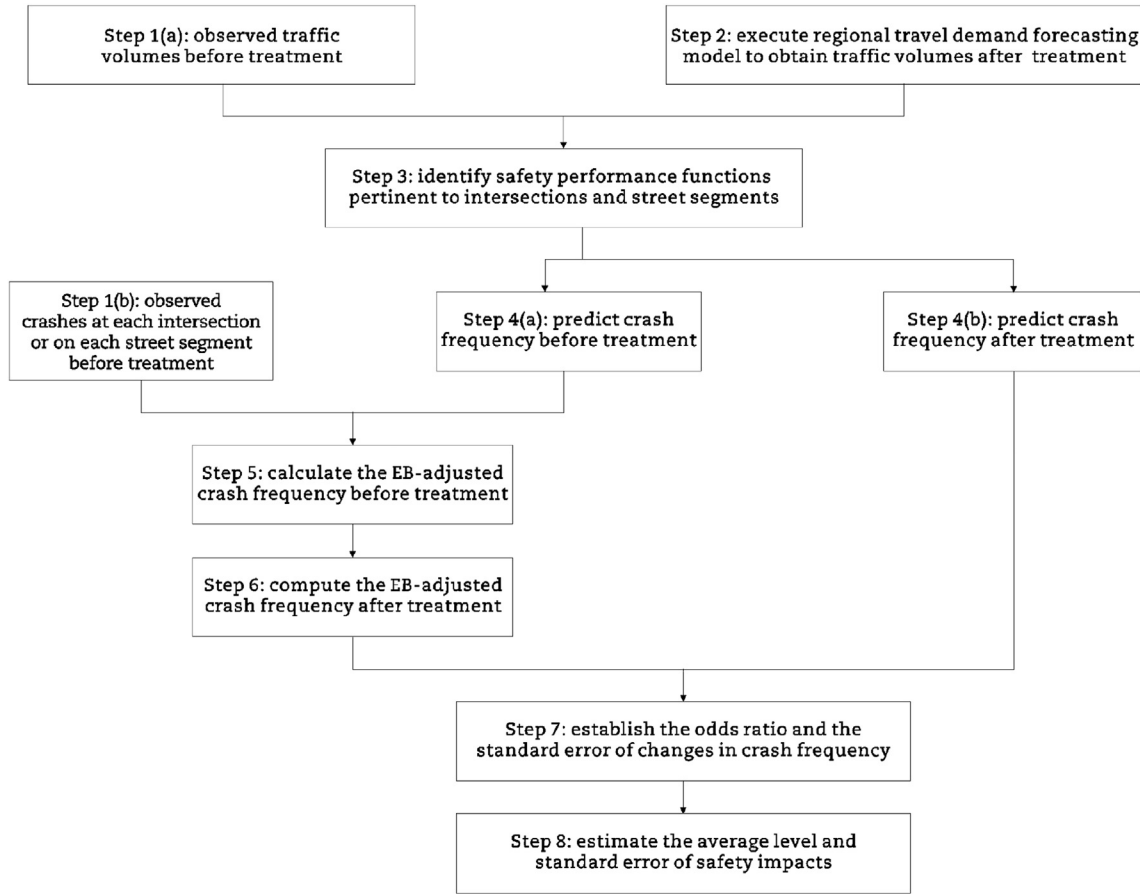 Step 1(a): observed traffic
volumes before treatment
Step 2: execute regional travel demand forecasting
model to obtain traffic volumes after treatment
Step 3: identify safety performance functions
pertinent to intersections and street segments
Step 1(b): observed
crashes at each intersection
or on each street segment
before treatment
Step 4(a): predict crash
frequency before treatment
Step 4(b): predict crash
frequency after treatment
Step 5: calculate the EB-adjusted
crash frequency before treatment
Step 6: compute the EB-adjusted
crash frequency after treatment
Step 7: establish the odds ratio and the
standard error of changes in crash frequency
Step 8: estimate the average level and
standard error of safety impacts